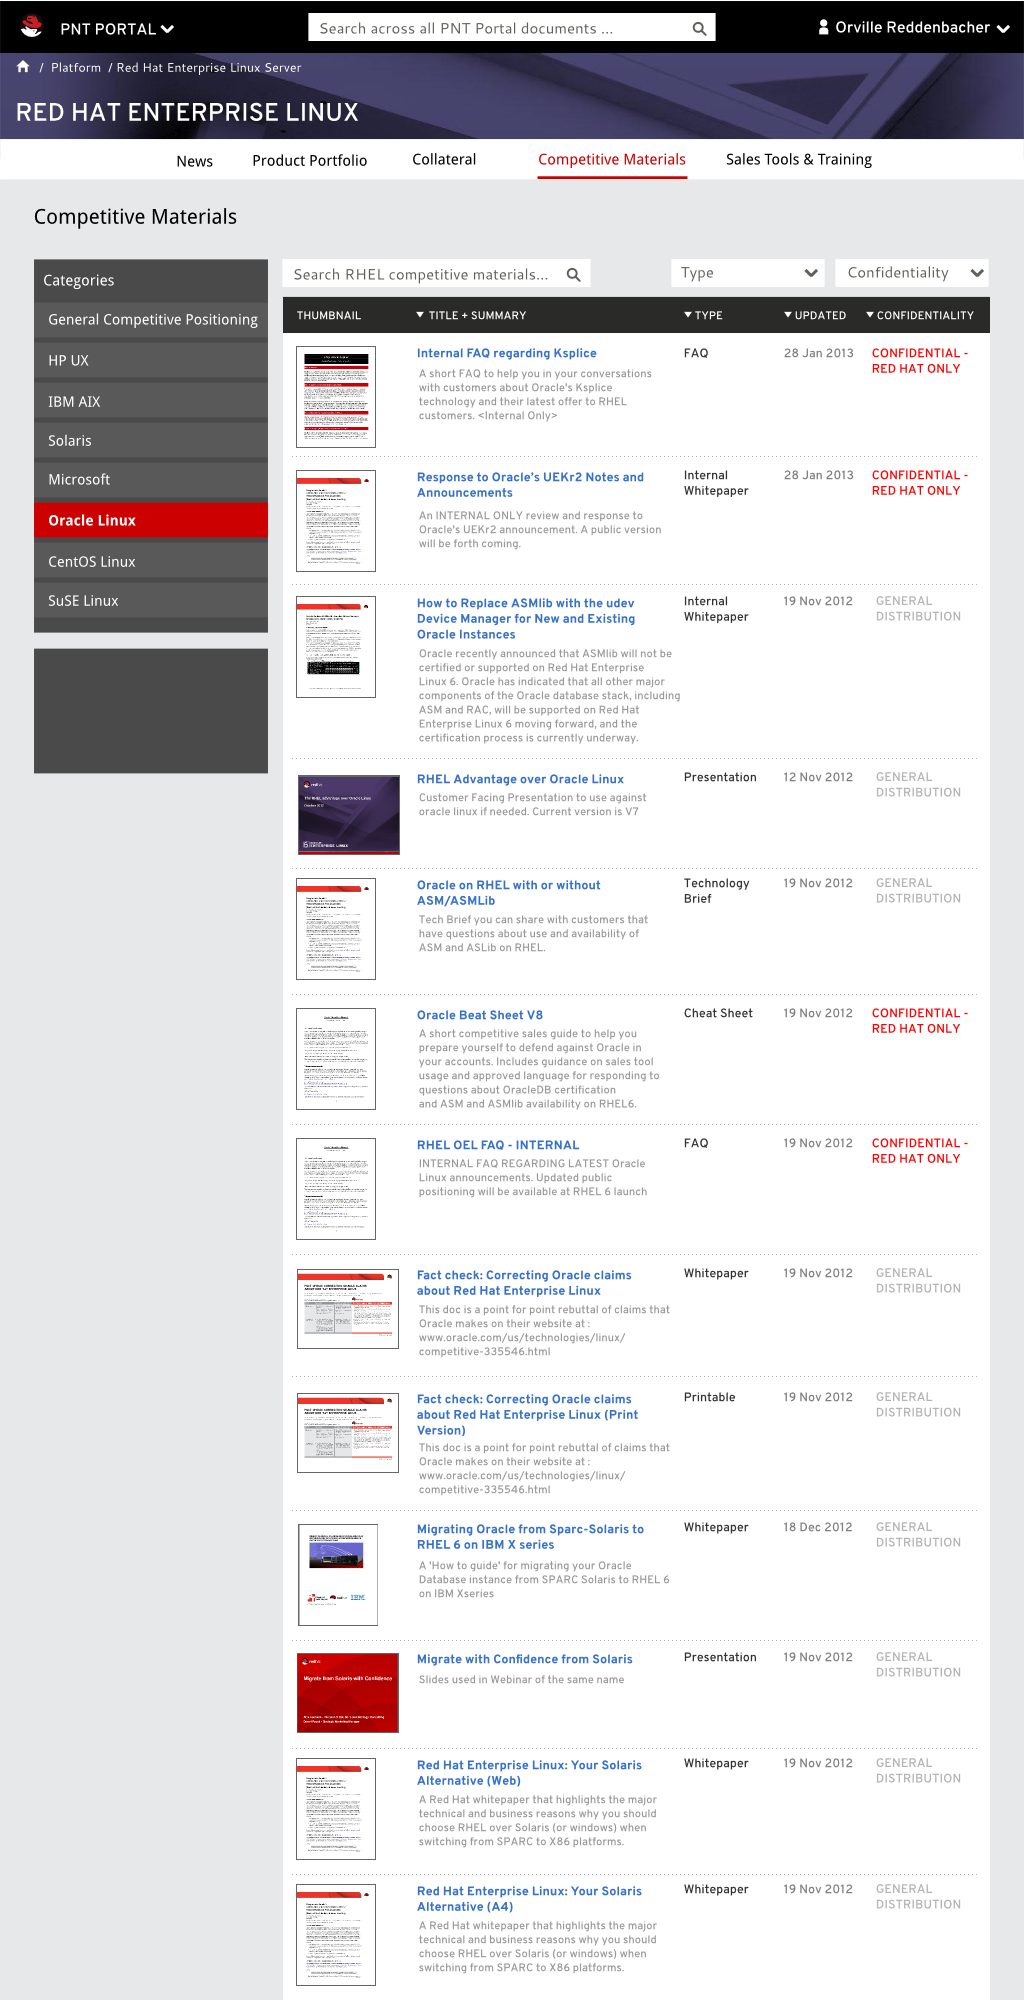 PNT PORTAL
Search across all PNT Portal documents ...
Orville Reddenbacher
/ Platform / Red Hat Enterprise Linux Server
RED HAT ENTERPRISE LINUX
News
Product Portfolio
Collateral
Competitive Materials
Sales Tools & Training
Competitive Materials
Categories
General Competitive Positioning
HP UX
IBM AIX
Solaris
Microsoft
Oracle Linux
CentOS Linux
SuSE Linux
Search RHEL competitive materials...
Type
Confidentiality
THUMBNAIL
TITLE + SUMMARY
TYPE
UPDATED
CONFIDENTIALITY
Internal FAQ regarding Ksplice
A short FAQ to help you in your conversations
with customers about Oracle's Ksplice
technology and their latest offer to RHEL
customers. <Internal Only>
FAQ
28 Jan 2013
CONFIDENTIAL -
RED HAT ONLY
Response to Oracle's UEKr2 Notes and
Announcements
An INTERNAL ONLY review and response to
Oracle's UEKr2 announcement. A public version
will be forth coming.
Internal
Whitepaper
28 Jan 2013
CONFIDENTIAL -
RED HAT ONLY
How to Replace ASMlib with the udev
Device Manager for New and Existing
Oracle Instances
Oracle recently announced that ASMlib will not be
certified or supported on Red Hat Enterprise
Linux 6. Oracle has indicated that all other major
components of the Oracle database stack, including
ASM and RAC, will be supported on Red Hat
Enterprise Linux 6 moving forward, and the
certification process is currently underway.
Internal
Whitepaper
19 Nov 2012
GENERAL
DISTRIBUTION
RHEL Advantage over Oracle Linux
Customer Facing Presentation to use against
oracle linux if needed. Current version is V7
Presentation
12 Nov 2012
GENERAL
DISTRIBUTION
Oracle on RHEL with or without
ASM/ASMLib
Tech Brief you can share with customers that
have questions about use and availability of
ASM and ASLib on RHEL.
Technology
Brief
19 Nov 2012
GENERAL
DISTRIBUTION
Oracle Beat Sheet V8
A short competitive sales guide to help you
prepare yourself to defend against Oracle in
your accounts. Includes guidance on sales tool
usage and approved language for responding to
questions about OracleDB certification
and ASM and ASMlib availability on RHEL6.
Cheat Sheet
19 Nov 2012
CONFIDENTIAL -
RED HAT ONLY
RHEL OEL FAQ - INTERNAL
INTERNAL FAQ REGARDING LATEST Oracle
Linux announcements. Updated public
positioning will be available at RHEL 6 launch
FAQ
19 Nov 2012
CONFIDENTIAL -
RED HAT ONLY
Fact check: Correcting Oracle claims
about Red Hat Enterprise Linux
This doc is a point for point rebuttal of claims that
Oracle makes on their website at :
www.oracle.com/us/technologies/linux/
competitive-335546.html
Whitepaper
19 Nov 2012
GENERAL
DISTRIBUTION
Fact check: Correcting Oracle claims
about Red Hat Enterprise Linux (Print
Version)
This doc is a point for point rebuttal of claims that
Oracle makes on their website at :
www.oracle.com/us/technologies/linux/
competitive-335546.html
Printable
19 Nov 2012
GENERAL
DISTRIBUTION
Migrating Oracle from Sparc-Solaris to
RHEL 6 on IBM X series
A 'How to guide' for migrating your Oracle
Database instance from SPARC Solaris to RHEL 6
on IBM Xseries
Whitepaper
18 Dec 2012
GENERAL
DISTRIBUTION
Migrate from Solaris with Confidence
Migrate with Confidence from Solaris
Slides used in Webinar of the same name
Presentation
19 Nov 2012
GENERAL
DISTRIBUTION
Red Hat Enterprise Linux: Your Solaris
Alternative (Web)
A Red Hat whitepaper that highlights the major
technical and business reasons why you should
choose RHEL over Solaris (or windows) when
switching from SPARC to X86 platforms.
Whitepaper
19 Nov 2012
GENERAL
DISTRIBUTION
Red Hat Enterprise Linux: Your Solaris
Alternative (A4)
A Red Hat whitepaper that highlights the major
technical and business reasons why you should
choose RHEL over Solaris (or windows) when
switching from SPARC to X86 platforms.
Whitepaper
19 Nov 2012
GENERAL
DISTRIBUTION